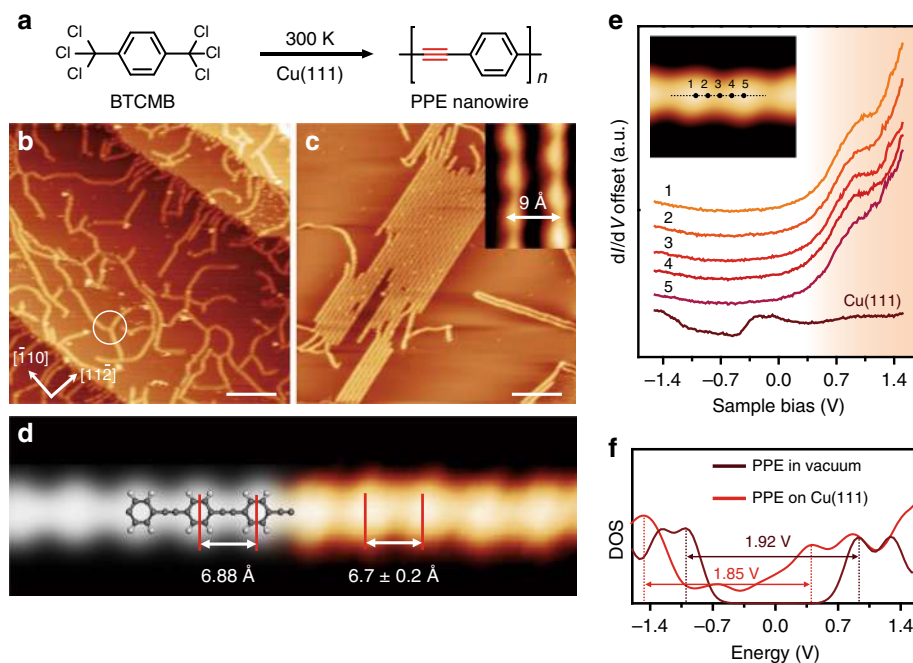 a
Cl
Cl
Cl
Cl
Cl
Cl
BTCMB
300 K
Cu(111)
n
PPE nanowire
b
[1̄10]
[112̄]
c
9 Å
d
6.88 Å
6.7 ± 0.2 Å
e
dI/dV offset (a.u.)
1 2 3 4 5
1
2
3
4
5
Cu(111)
−1.4 −0.7 0.0 0.7 1.4
Sample bias (V)
f
DOS
PPE in vacuum
PPE on Cu(111)
1.92 V
1.85 V
−1.4 −0.7 0.0 0.7 1.4
Energy (V)